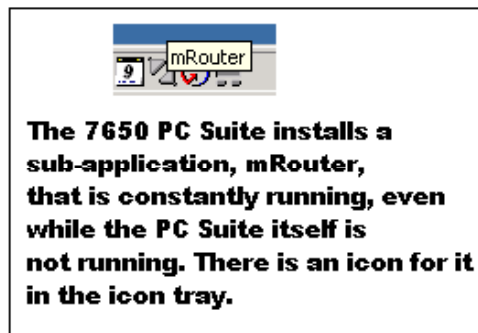 mRouter
9
The 7650 PC Suite installs a
sub-application, mRouter,
that is constantly running, even
while the PC Suite itself is
not running. There is an icon for it
in the icon tray.